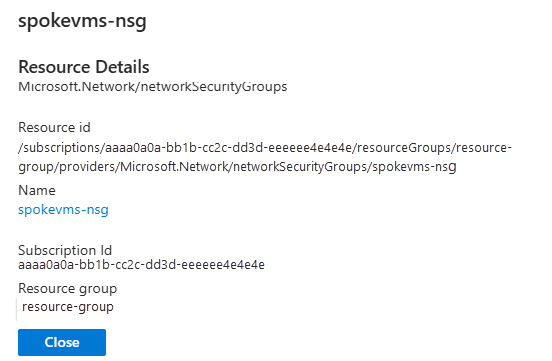 spokevms-nsg
Resource Details
Microsoft.Network/networkSecurityGroups
Resource id
/subscriptions/aaaa0a0a-bb1b-cc2c-dd3d-eeeeee4e4e4e/resourceGroups/resource-
group/providers/Microsoft.Network/networkSecurityGroups/spokevms-nsg
Name
spokevms-nsg
Subscription Id
aaaa0a0a-bb1b-cc2c-dd3d-eeeeee4e4e4e
Resource group
resource-group
Close